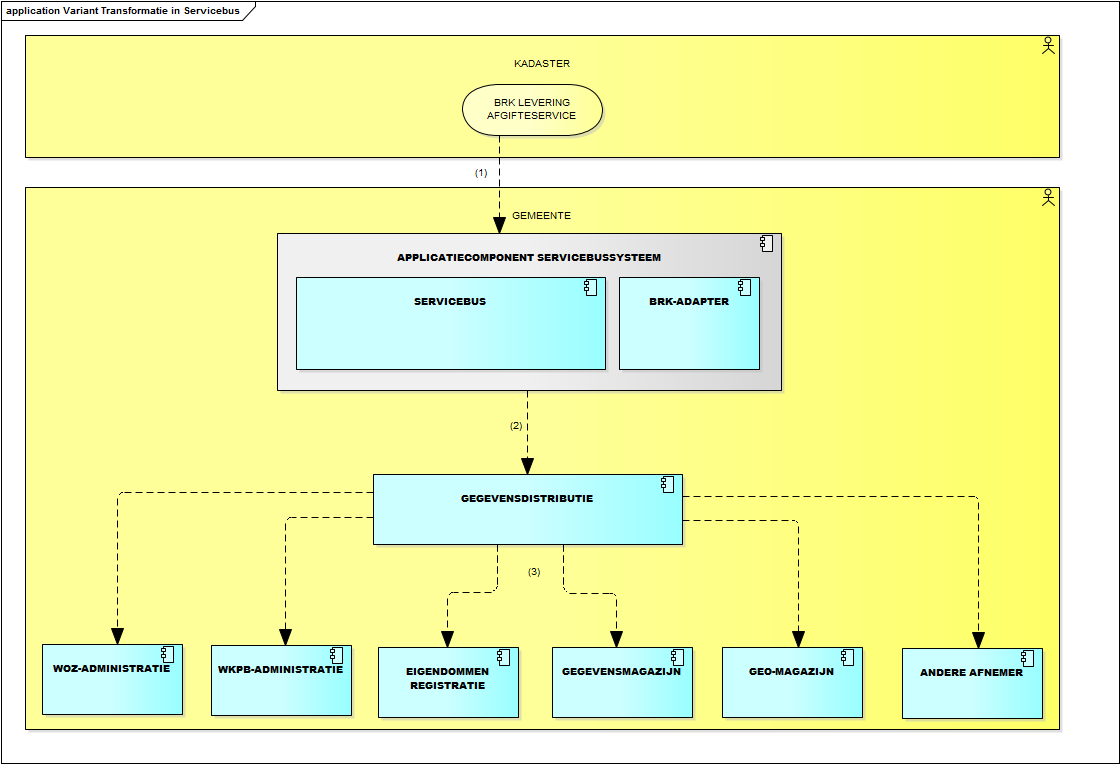 application Variant Transformatie in Servicebus
KADASTER
BRK LEVERING
AFGIFTESERVICE
(1)
GEMEENTE
APPLICATIECOMPONENT SERVICEBUSSYSTEEM
SERVICEBUS
BRK-ADAPTER
(2)
GEGEVENSDISTRIBUTIE
(3)
WOZ-ADMINISTRATIE
WKPB-ADMINISTRATIE
EIGENDOMMEN
REGISTRATIE
GEGEVENSMAGAZIJN
GEO-MAGAZIJN
ANDERE AFNEMER